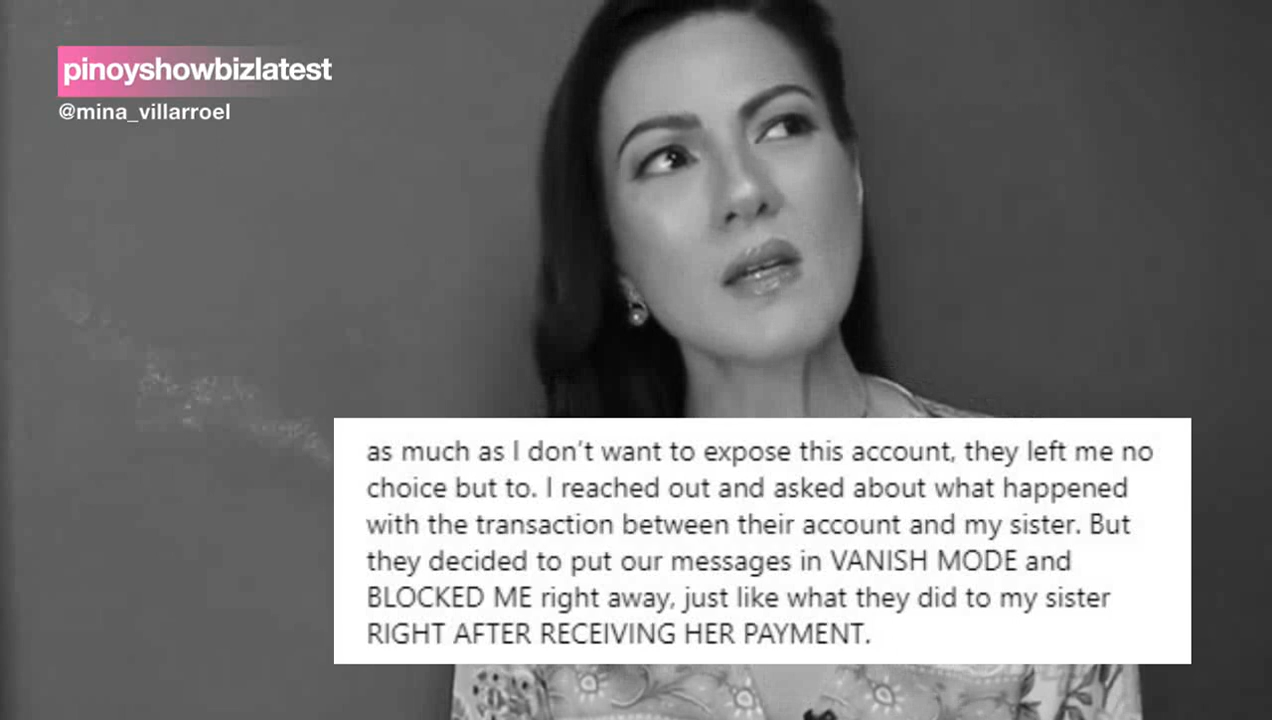 pinoyshowbizlatest
@mina_villarroel
as much as I don't want to expose this account, they left me no
choice but to. I reached out and asked about what happened
with the transaction between their account and my sister. But
they decided to put our messages in VANISH MODE and
BLOCKED ME right away, just like what they did to my sister
RIGHT AFTER RECEIVING HER PAYMENT.